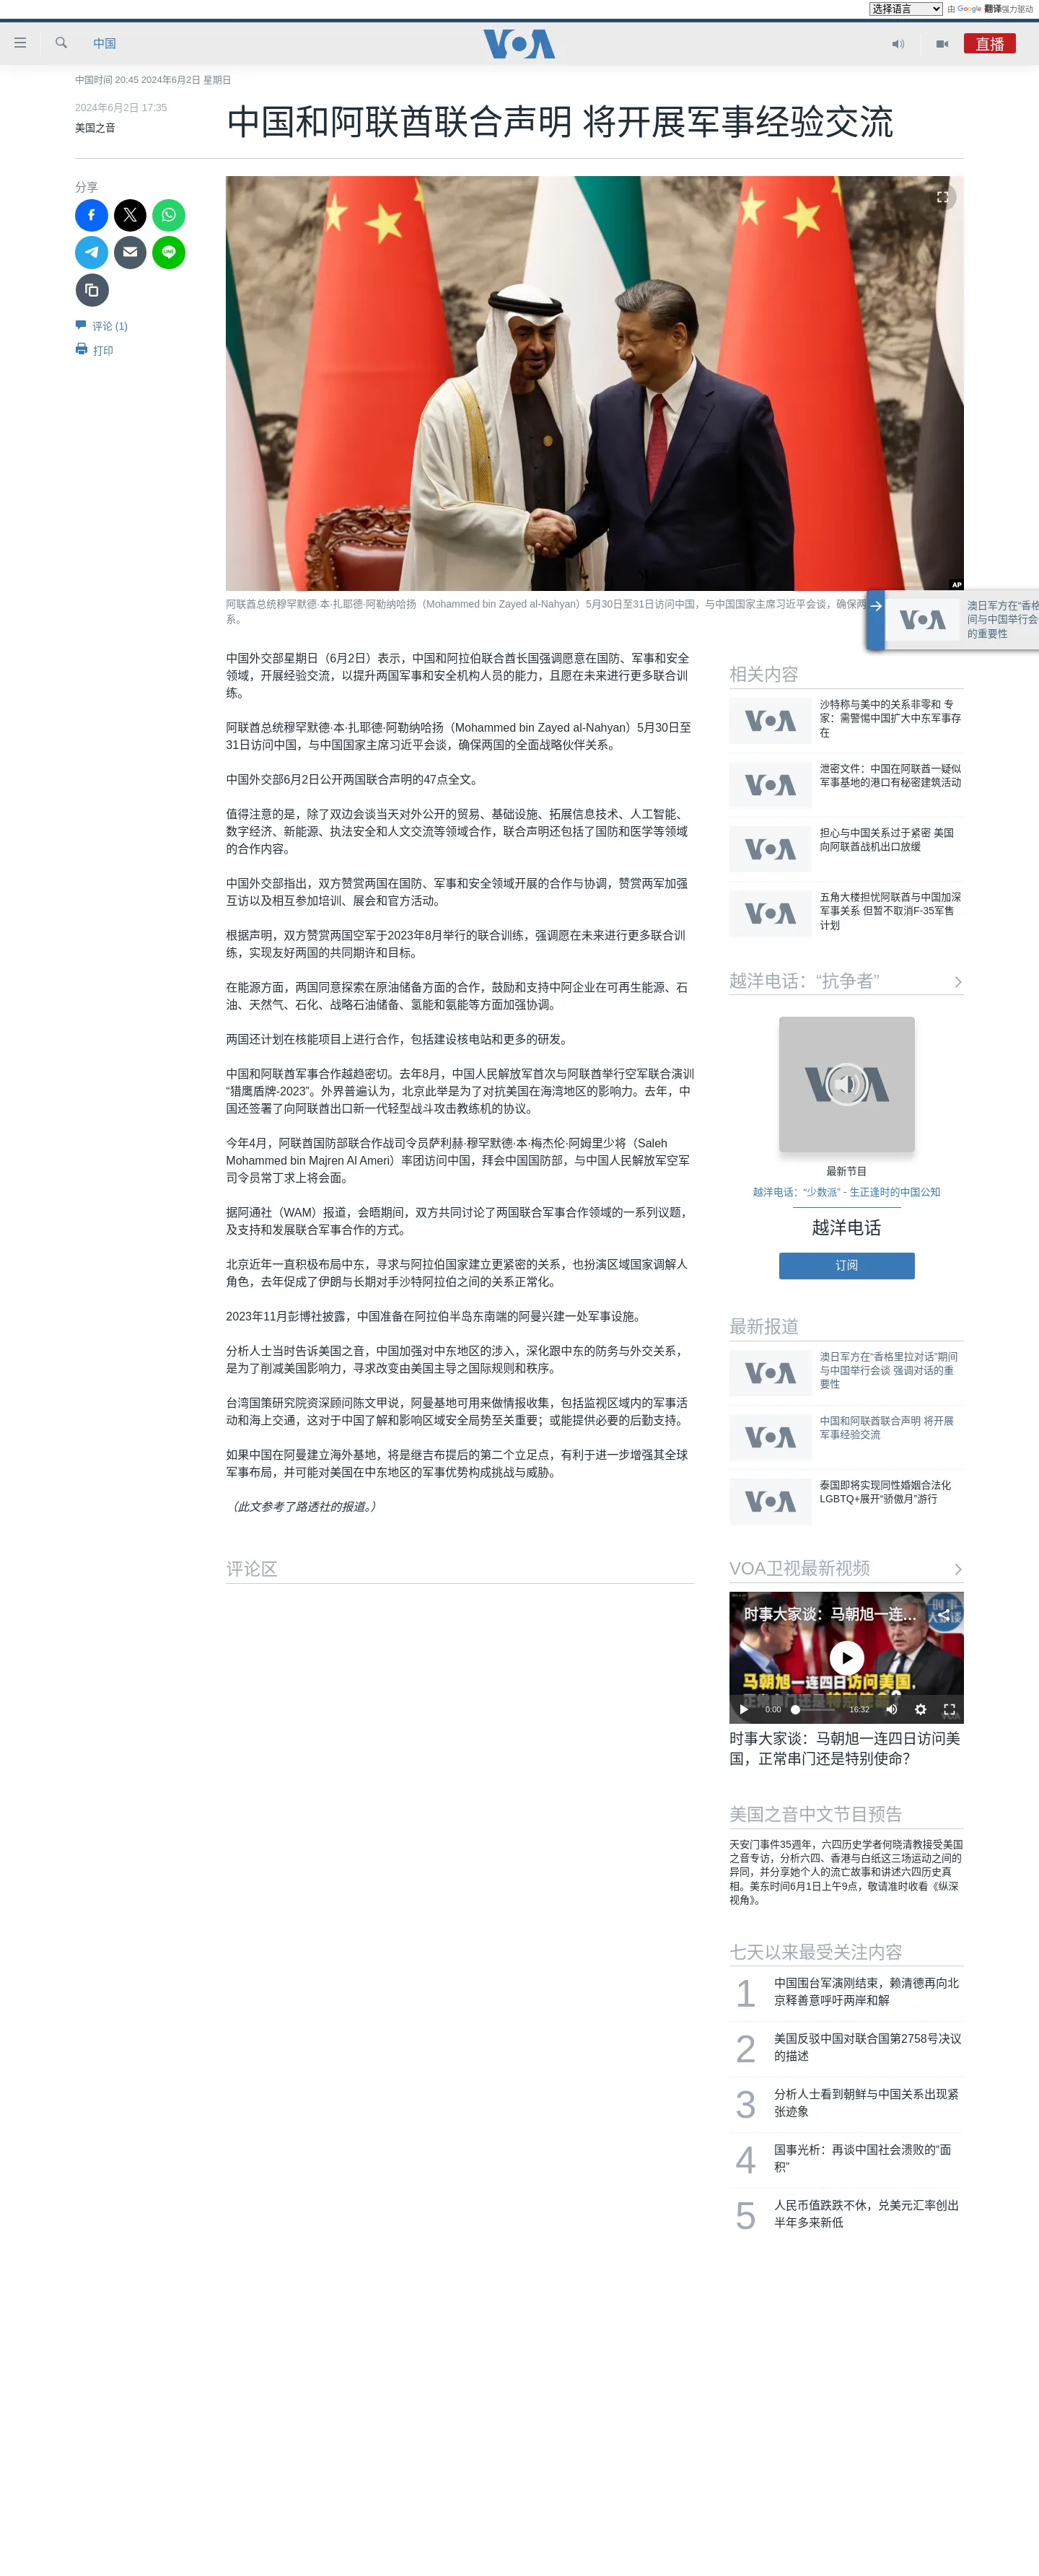 选择语言 由 Google 翻译强力驱动
中国
VOA
直播
中国时间 20:45 2024年6月2日 星期日
2024年6月2日 17:35
美国之音
中国和阿联酋联合声明 将开展军事经验交流
分享
LINE
评论 (1)
打印
AP
阿联酋总统穆罕默德·本·扎耶德·阿勒纳哈扬（Mohammed bin Zayed al-Nahyan）5月30日至31日访问中国，与中国国家主席习近平会谈，确保两
系。
VOA
澳日军方在“香格
间与中国举行会
的重要性
中国外交部星期日（6月2日）表示，中国和阿拉伯联合酋长国强调愿意在国防、军事和安全
领域，开展经验交流，以提升两国军事和安全机构人员的能力，且愿在未来进行更多联合训
练。
阿联酋总统穆罕默德·本·扎耶德·阿勒纳哈扬（Mohammed bin Zayed al-Nahyan）5月30日至
31日访问中国，与中国国家主席习近平会谈，确保两国的全面战略伙伴关系。
中国外交部6月2日公开两国联合声明的47点全文。
值得注意的是，除了双边会谈当天对外公开的贸易、基础设施、拓展信息技术、人工智能、
数字经济、新能源、执法安全和人文交流等领域合作，联合声明还包括了国防和医学等领域
的合作内容。
中国外交部指出，双方赞赏两国在国防、军事和安全领域开展的合作与协调，赞赏两军加强
互访以及相互参加培训、展会和官方活动。
根据声明，双方赞赏两国空军于2023年8月举行的联合训练，强调愿在未来进行更多联合训
练，实现友好两国的共同期许和目标。
在能源方面，两国同意探索在原油储备方面的合作，鼓励和支持中阿企业在可再生能源、石
油、天然气、石化、战略石油储备、氢能和氨能等方面加强协调。
两国还计划在核能项目上进行合作，包括建设核电站和更多的研发。
中国和阿联酋军事合作越趋密切。去年8月，中国人民解放军首次与阿联酋举行空军联合演训
“猎鹰盾牌-2023”。外界普遍认为，北京此举是为了对抗美国在海湾地区的影响力。去年，中
国还签署了向阿联酋出口新一代轻型战斗攻击教练机的协议。
今年4月，阿联酋国防部联合作战司令员萨利赫·穆罕默德·本·梅杰伦·阿姆里少将（Saleh
Mohammed bin Majren Al Ameri）率团访问中国，拜会中国国防部，与中国人民解放军空军
司令员常丁求上将会面。
据阿通社（WAM）报道，会晤期间，双方共同讨论了两国联合军事合作领域的一系列议题，
及支持和发展联合军事合作的方式。
北京近年一直积极布局中东，寻求与阿拉伯国家建立更紧密的关系，也扮演区域国家调解人
角色，去年促成了伊朗与长期对手沙特阿拉伯之间的关系正常化。
2023年11月彭博社披露，中国准备在阿拉伯半岛东南端的阿曼兴建一处军事设施。
分析人士当时告诉美国之音，中国加强对中东地区的涉入，深化跟中东的防务与外交关系，
是为了削减美国影响力，寻求改变由美国主导之国际规则和秩序。
台湾国策研究院资深顾问陈文甲说，阿曼基地可用来做情报收集，包括监视区域内的军事活
动和海上交通，这对于中国了解和影响区域安全局势至关重要；或能提供必要的后勤支持。
如果中国在阿曼建立海外基地，将是继吉布提后的第二个立足点，有利于进一步增强其全球
军事布局，并可能对美国在中东地区的军事优势构成挑战与威胁。
（此文参考了路透社的报道。）
评论区
相关内容
VOA
沙特称与美中的关系非零和 专
家：需警惕中国扩大中东军事存
在
VOA
泄密文件：中国在阿联酋一疑似
军事基地的港口有秘密建筑活动
VOA
担心与中国关系过于紧密 美国
向阿联酋战机出口放缓
VOA
五角大楼担忧阿联酋与中国加深
军事关系 但暂不取消F-35军售
计划
越洋电话：“抗争者”
VOA
最新节目
越洋电话：“少数派” - 生正逢时的中国公知
越洋电话
订阅
最新报道
VOA
澳日军方在“香格里拉对话”期间
与中国举行会谈 强调对话的重
要性
VOA
中国和阿联酋联合声明 将开展
军事经验交流
VOA
泰国即将实现同性婚姻合法化
LGBTQ+展开“骄傲月”游行
VOA卫视最新视频
时事大家谈：马朝旭一连...
时事
大家谈
马朝旭一连四日访问美国,
0:00
16:32
VOA
时事大家谈：马朝旭一连四日访问美
国，正常串门还是特别使命？
美国之音中文节目预告
天安门事件35週年，六四历史学者何晓清教接受美国
之音专访，分析六四、香港与白纸这三场运动之间的
异同，并分享她个人的流亡故事和讲述六四历史真
相。美东时间6月1日上午9点，敬请准时收看《纵深
视角》。
七天以来最受关注内容
1
中国围台军演刚结束，赖清德再向北
京释善意呼吁两岸和解
2
美国反驳中国对联合国第2758号决议
的描述
3
分析人士看到朝鲜与中国关系出现紧
张迹象
4
国事光析：再谈中国社会溃败的“面
积”
5
人民币值跌跌不休，兑美元汇率创出
半年多来新低